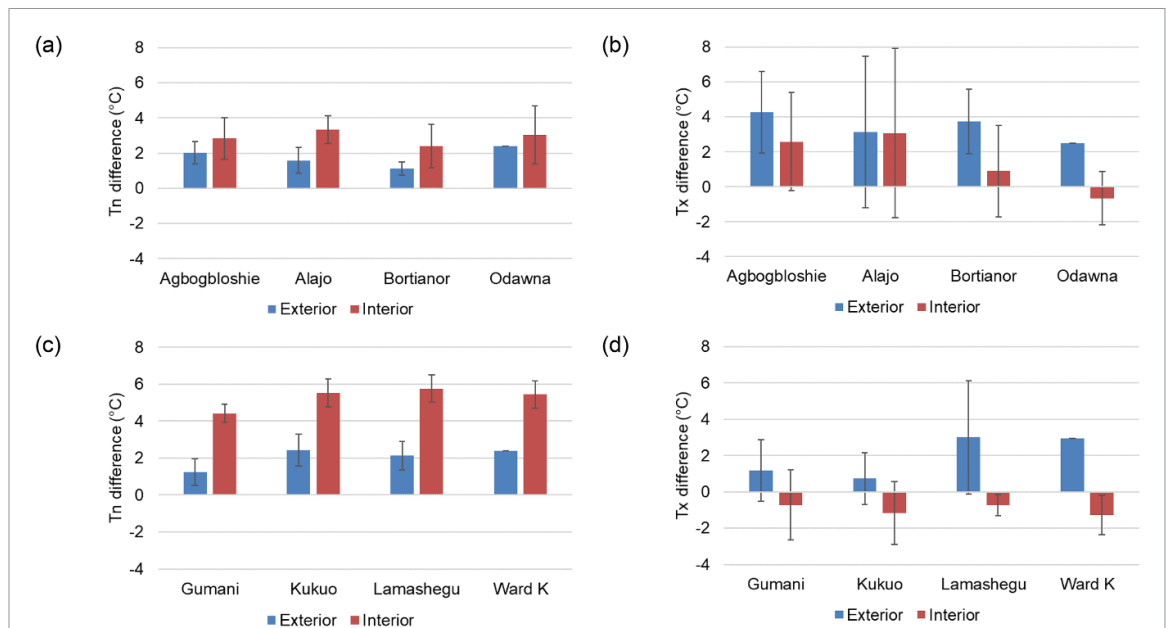 (a)
Tn difference (°C)
8
6
4
2
0
-2
-4
Agbogbloshie Alajo Bortianor Odawna
Exterior Interior
(b)
Tx difference (°C)
8
6
4
2
0
-2
-4
Agbogbloshie Alajo Bortianor Odawna
Exterior Interior
(c)
Tn difference (°C)
8
6
4
2
0
-2
-4
Gumani Kukuo Lamashegu Ward K
Exterior Interior
(d)
Tx difference (°C)
8
6
4
2
0
-2
-4
Gumani Kukuo Lamashegu Ward K
Exterior Interior